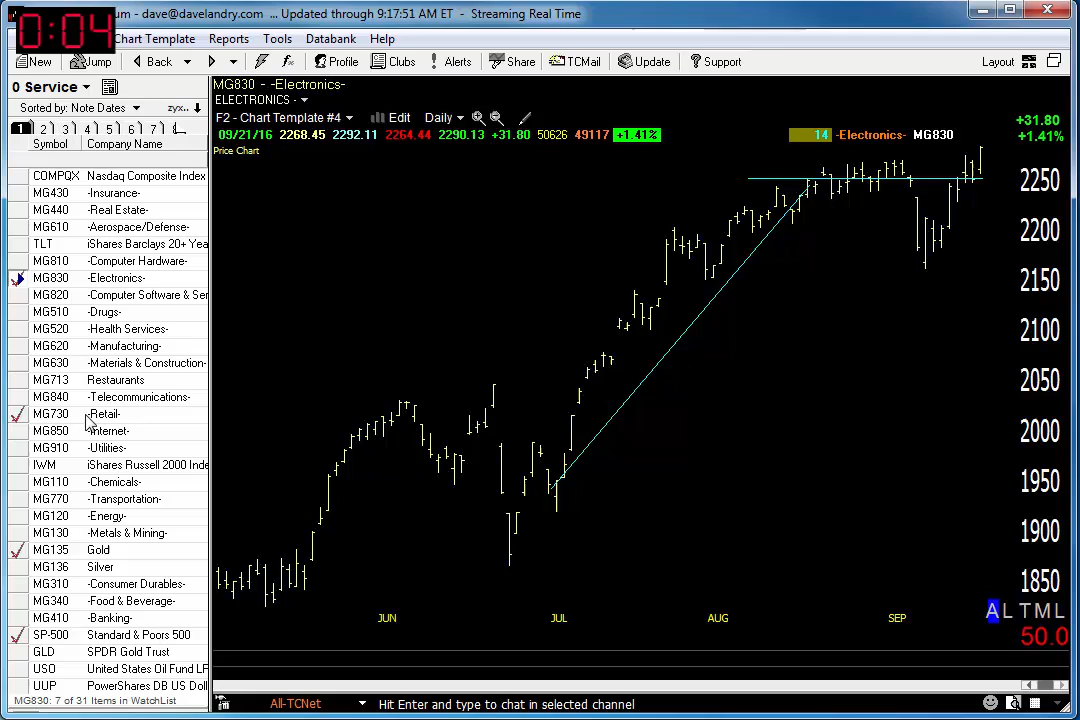 um - dave@davelandry.com ... Updated through 9:17:51 AM ET - Streaming Real Time
0:04
Chart Template Reports Tools Databank Help
New Jump Back Profile Clubs Alerts Share TCMail Update Support Layout
0 Service
Sorted by: Note Dates zyx..
1 2 3 4 5 6 7
Symbol Company Name
COMPQX Nasdaq Composite Index
MG430 -Insurance-
MG440 -Real Estate-
MG610 -Aerospace/Defense-
TLT iShares Barclays 20+ Yea
MG810 -Computer Hardware-
MG830 -Electronics-
MG820 -Computer Software & Ser
MG510 -Drugs-
MG520 -Health Services-
MG620 -Manufacturing-
MG630 -Materials & Construction-
MG713 Restaurants
MG840 -Telecommunications-
MG730 -Retail-
MG850 -Internet-
MG910 -Utilities-
IWM iShares Russell 2000 Inde
MG110 -Chemicals-
MG770 -Transportation-
MG120 -Energy-
MG130 -Metals & Mining-
MG135 Gold
MG136 Silver
MG310 -Consumer Durables-
MG340 -Food & Beverage-
MG410 -Banking-
SP-500 Standard & Poors 500
GLD SPDR Gold Trust
USO United States Oil Fund LF
UUP PowerShares DB US Dol
MG830: 7 of 31 Items in WatchList
MG830 - -Electronics-
ELECTRONICS -
F2 - Chart Template #4 Edit Daily
09/21/16 2268.45 2292.11 2264.44 2290.13 +31.80 50626 49117 +1.41% 14 -Electronics- MG830
+31.80
+1.41%
Price Chart
2250
2200
2150
2100
2050
2000
1950
1900
1850
JUN JUL AUG SEP
A L T M L
50.0
All-TCNet Hit Enter and type to chat in selected channel